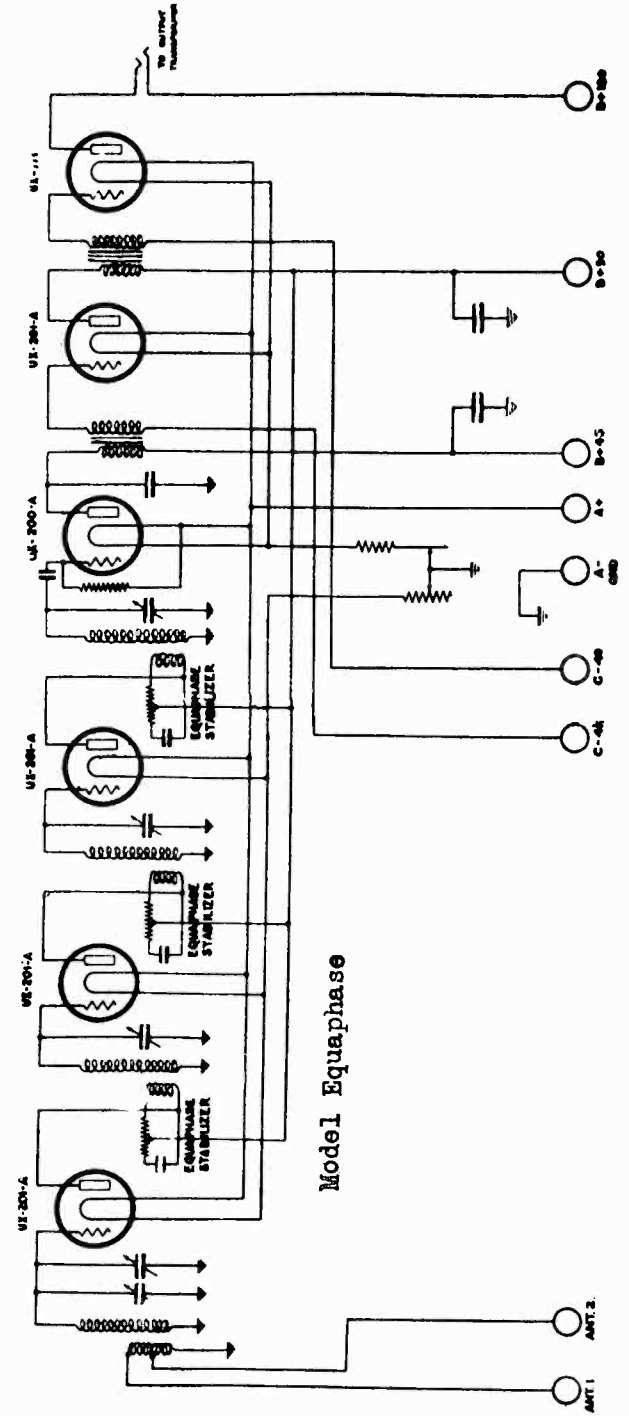 TO OUTPUT
TRANSFORMER
B+180
UX-201-A
B+90
UX-200-A
B+45
A+
A-
GND
C-4½
UX-201-A
EQUAPHASE
STABILIZER
UX-201-A
EQUAPHASE
STABILIZER
UX-201-A
EQUAPHASE
STABILIZER
Model Equaphase
ANT. 2.
ANT. 1